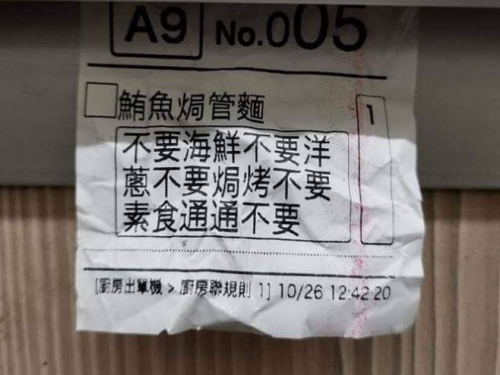 A9 No.005
鮪魚焗管麵 1
不要海鮮不要洋
蔥不要焗烤不要
素食通通不要
[廚房出單機 > 廚房聯規則 1] 10/26 12:42:20